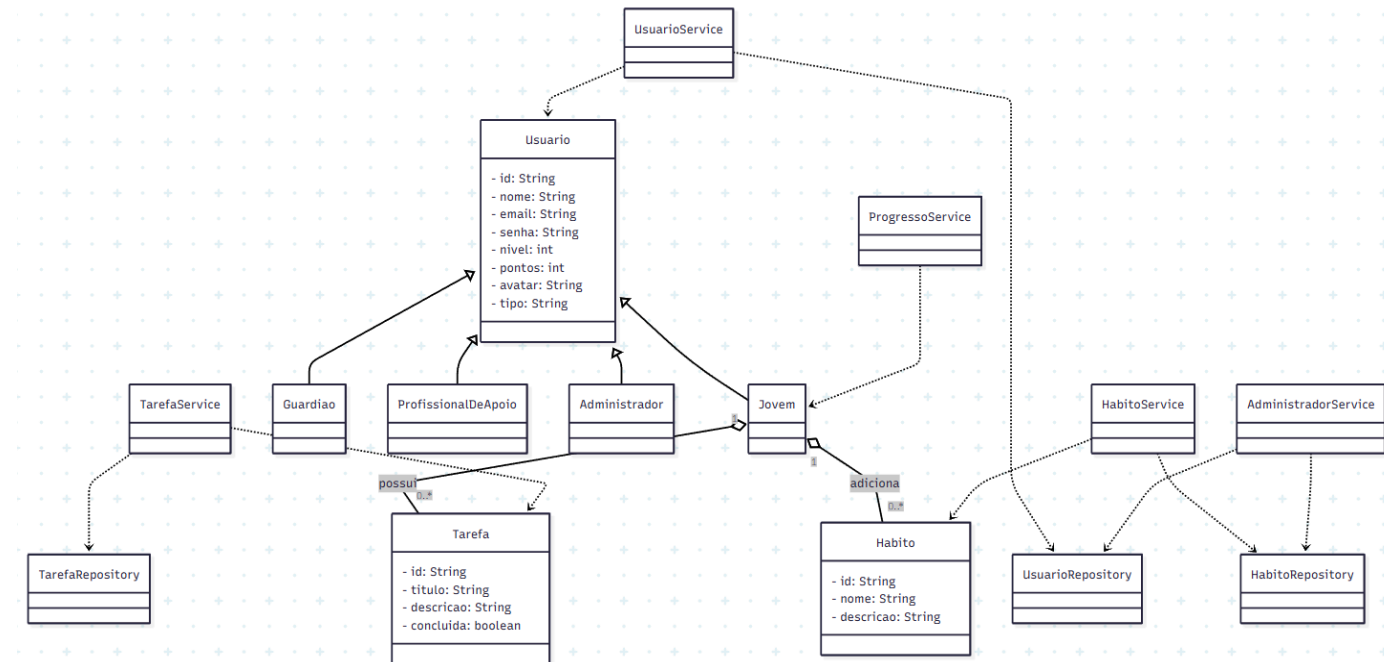 UsuarioService
Usuario
- id: String
- nome: String
- email: String
- senha: String
- nivel: int
- pontos: int
- avatar: String
- tipo: String
ProgressoService
TarefaService
Guardiao
ProfissionalDeApoio
Administrador
Jovem
HabitoService
AdministradorService
1
1
possui
0..*
adiciona
0..*
Tarefa
- id: String
- titulo: String
- descricao: String
- concluida: boolean
Habito
- id: String
- nome: String
- descricao: String
TarefaRepository
UsuarioRepository
HabitoRepository